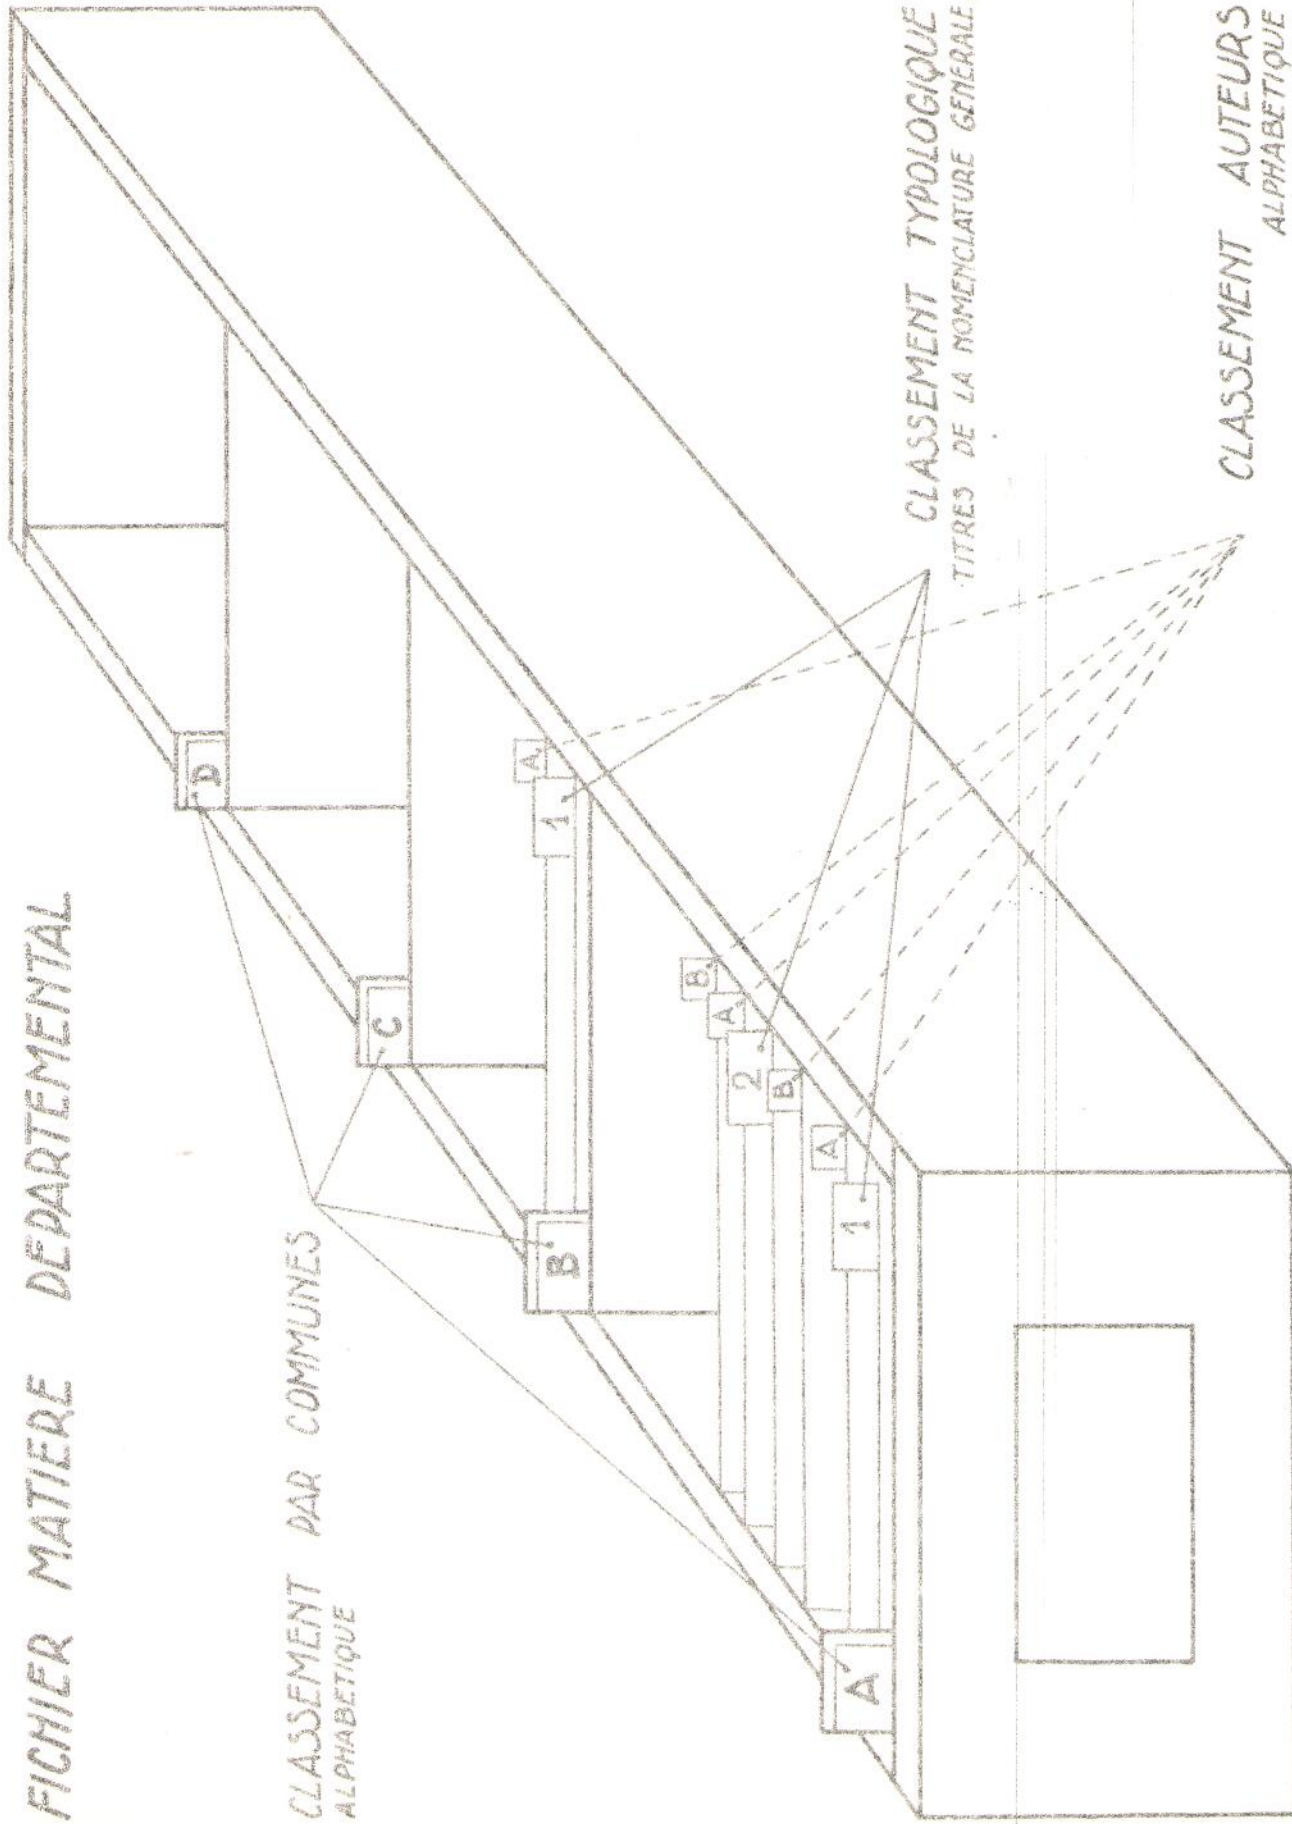 FICHIER MATIERE DEPARTEMENTAL
CLASSEMENT PAR COMMUNES
ALPHABETIQUE
A
B
C
D
1
A
B
2
A
B
1
A
CLASSEMENT TYPOLOGIQUE
TITRES DE LA NOMENCLATURE GENERALE
CLASSEMENT AUTEURS
ALPHABETIQUE